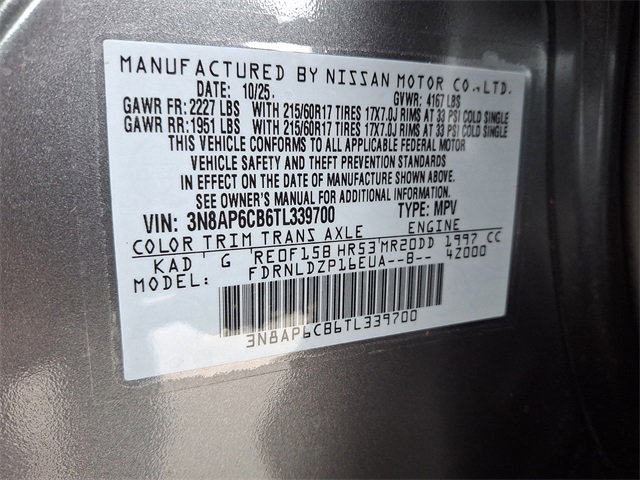 MANUFACTURED BY NISSAN MOTOR CO.,LTD.
DATE: 10/25. GVWR: 4167 LBS
GAWR FR: 2227 LBS WITH 215/60R17 TIRES 17X7.0J RIMS AT 33 PSI COLD SINGLE
GAWR RR: 1951 LBS WITH 215/60R17 TIRES 17X7.0J RIMS AT 33 PSI COLD SINGLE
THIS VEHICLE CONFORMS TO ALL APPLICABLE FEDERAL MOTOR
VEHICLE SAFETY AND THEFT PREVENTION STANDARDS
IN EFFECT ON THE DATE OF MANUFACTURE SHOWN ABOVE.
SEE OWNER'S MANUAL FOR ADDITIONAL INFORMATION.
VIN: 3N8AP6CB6TL339700 TYPE: MPV
COLOR TRIM TRANS AXLE ENGINE
KAD G RE0F15B HR53 MR20DD 1997 CC
MODEL: FDRNLDZP16EUA--B-- 4Z000
3N8AP6CB6TL339700